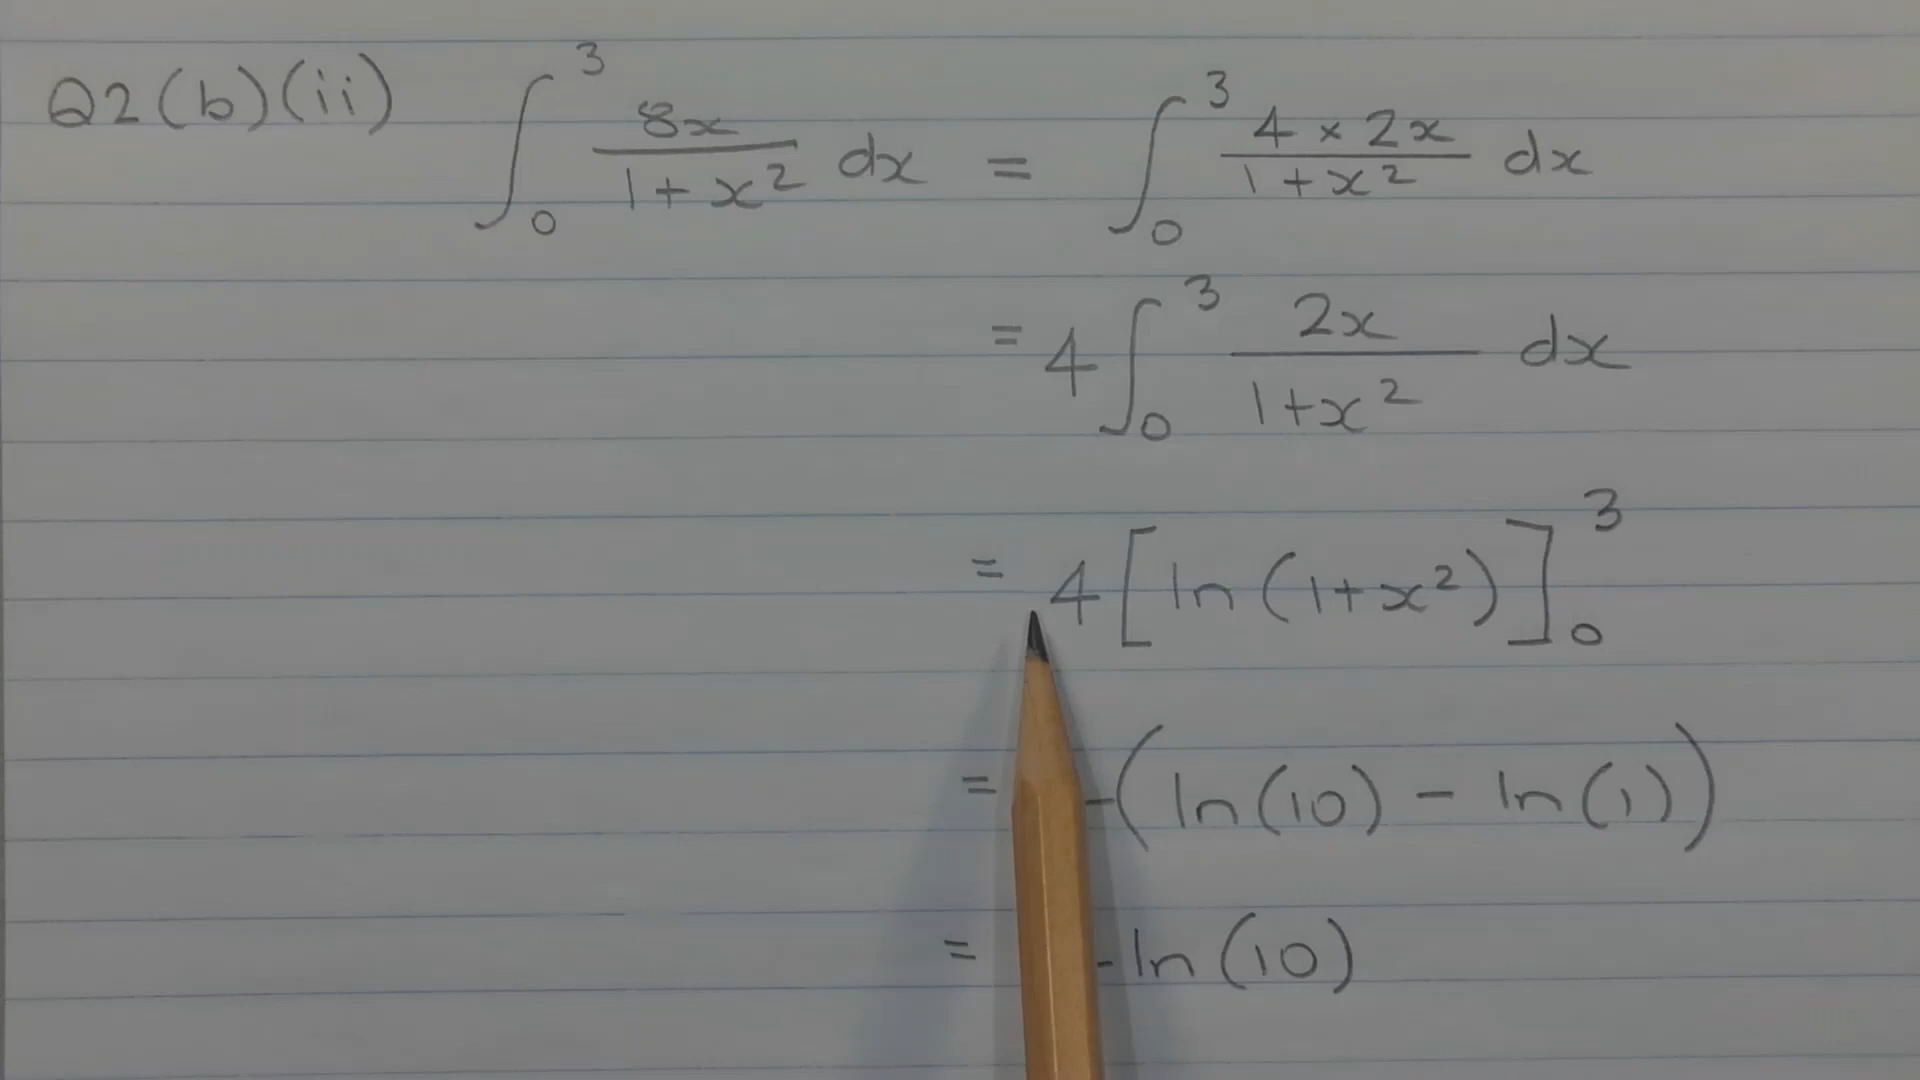 Q2(b)(ii) ∫₀³ 8x/(1+x²) dx = ∫₀³ (4 × 2x)/(1+x²) dx
= 4 ∫₀³ 2x/(1+x²) dx
= 4 [ln(1+x²)]₀³
= (ln(10) - ln(1))
= ln(10)